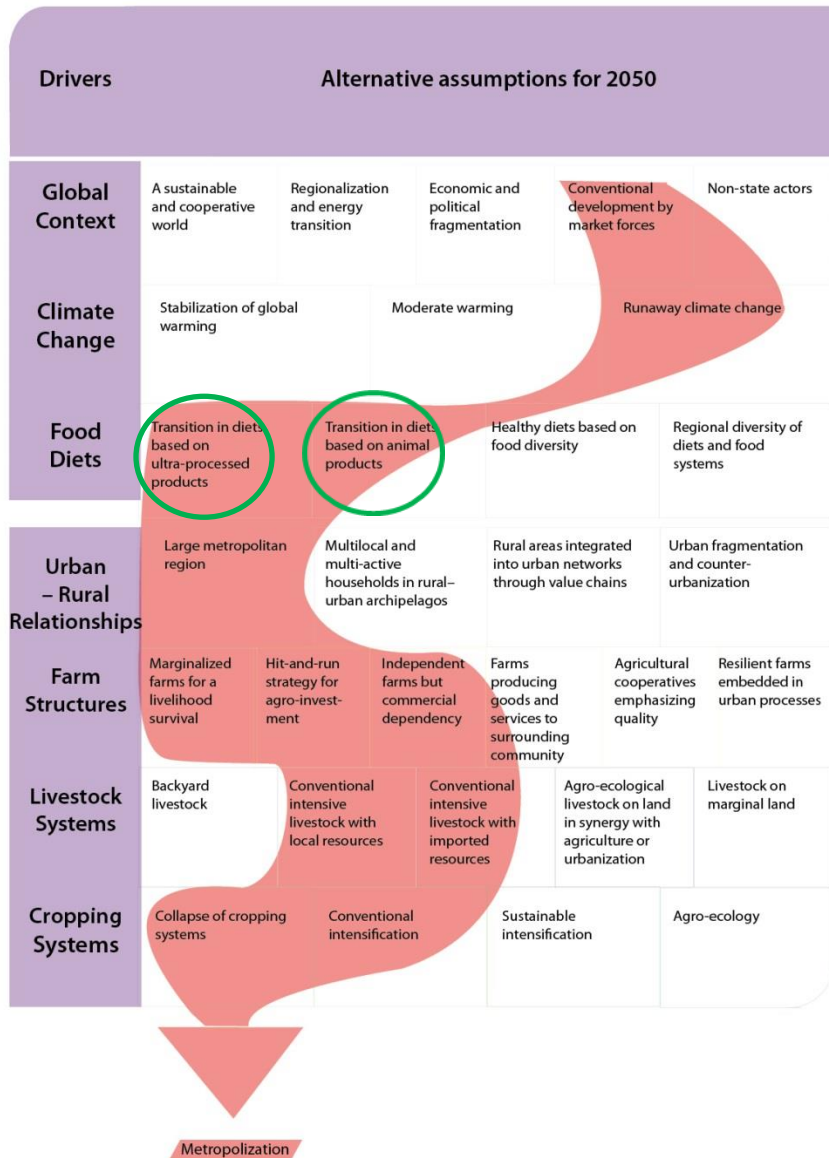 Drivers
Alternative assumptions for 2050
Global
Context
A sustainable
and cooperative
world
Regionalization
and energy
transition
Economic and
political
fragmentation
Conventional
development by
market forces
Non-state actors
Climate
Change
Stabilization of global
warming
Moderate warming
Runaway climate change
Food
Diets
Transition in diets
based on
ultra-processed
products
Transition in diets
based on animal
products
Healthy diets based on
food diversity
Regional diversity of
diets and food
systems
Urban
– Rural
Relationships
Large metropolitan
region
Multilocal and
multi-active
households in rural–
urban archipelagos
Rural areas integrated
into urban networks
through value chains
Urban fragmentation
and counter-
urbanization
Farm
Structures
Marginalized
farms for a
livelihood
survival
Hit-and-run
strategy for
agro-invest-
ment
Independent
farms but
commercial
dependency
Farms
producing
goods and
services to
surrounding
community
Agricultural
cooperatives
emphasizing
quality
Resilient farms
embedded in
urban processes
Livestock
Systems
Backyard
livestock
Conventional
intensive
livestock with
local resources
Conventional
intensive
livestock with
imported
resources
Agro-ecological
livestock on land
in synergy with
agriculture or
urbanization
Livestock on
marginal land
Cropping
Systems
Collapse of cropping
systems
Conventional
intensification
Sustainable
intensification
Agro-ecology
Metropolization